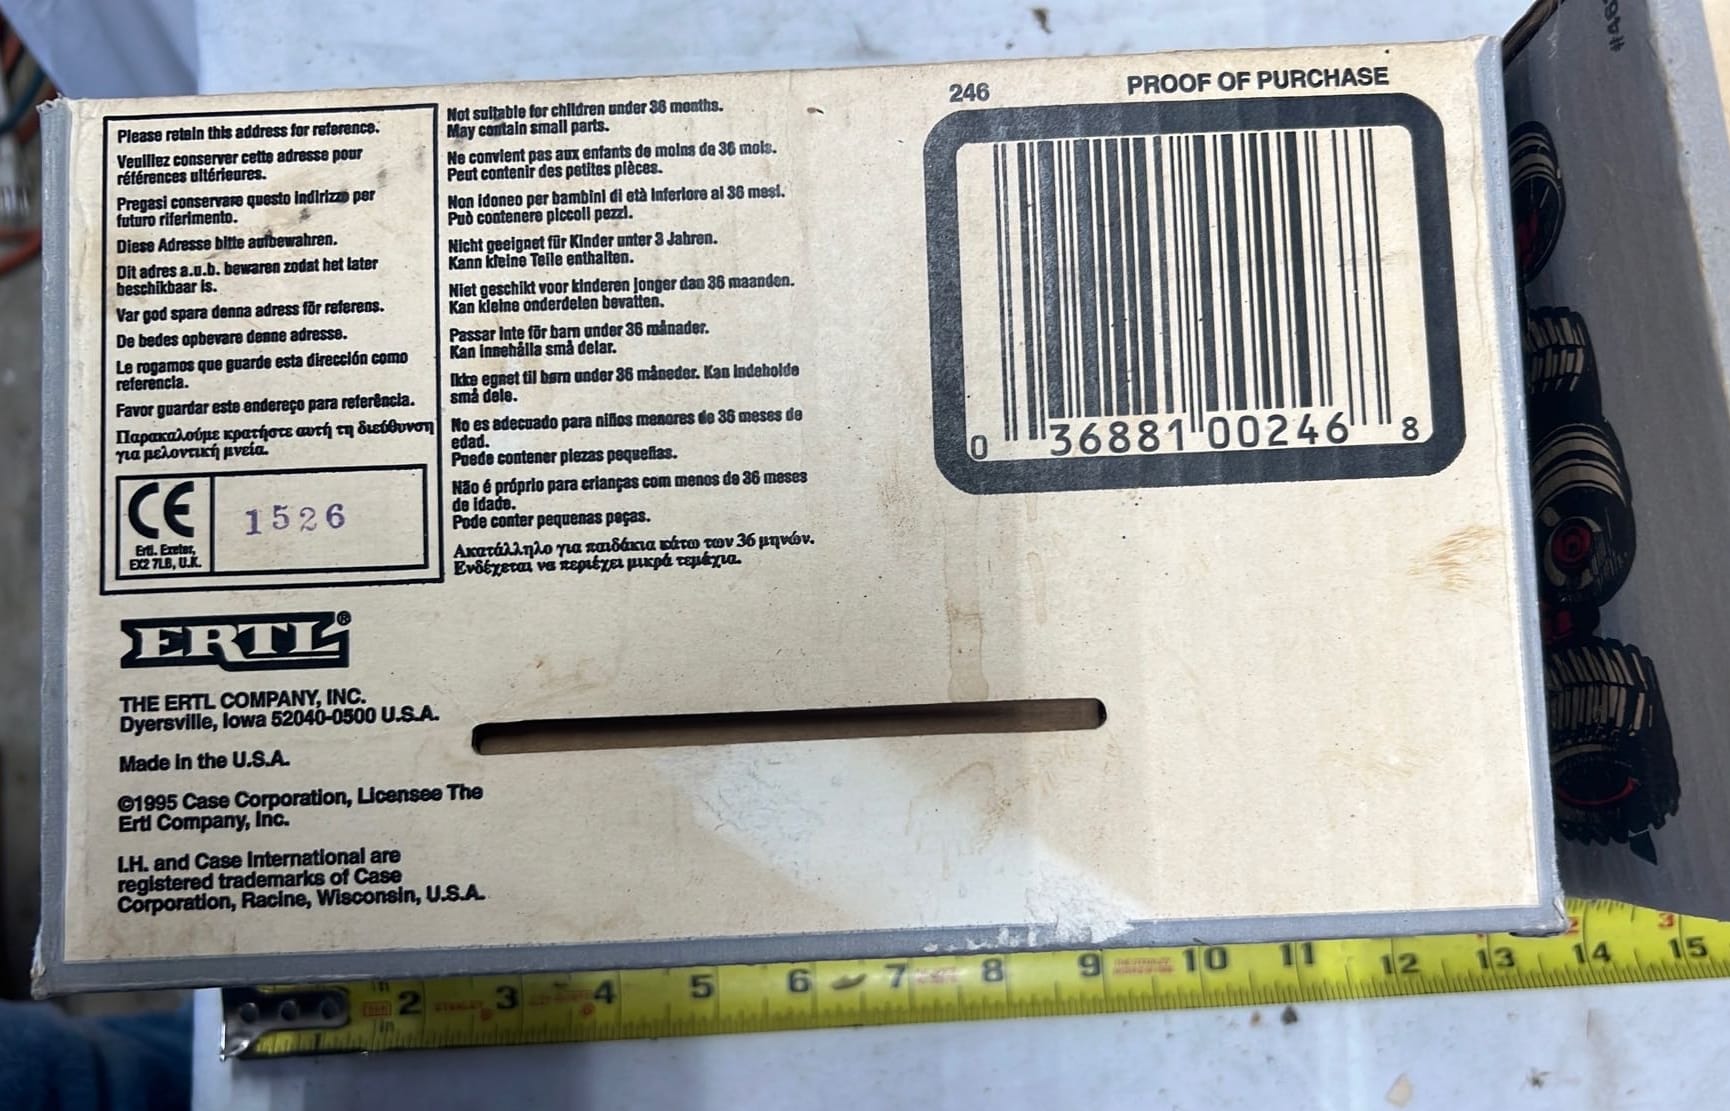 Please retain this address for reference.
Veuillez conserver cette adresse pour
références ultérieures.
Pregasi conservare questo indirizzo per
futuro riferimento.
Diese Adresse bitte aufbewahren.
Dit adres a.u.b. bewaren zodat het later
beschikbaar is.
Var god spara denna adress för referens.
De bedes opbevare denne adresse.
Le rogamos que guarde esta dirección como
referencia.
Favor guardar este endereço para referência.
Παρακαλούμε κρατήστε αυτή τη διεύθυνση
για μελοντική μνεία.
CE
Ertl. Exeter,
EX2 7LB, U.K.
1526
Not suitable for children under 36 months.
May contain small parts.
Ne convient pas aux enfants de moins de 36 mois.
Peut contenir des petites pièces.
Non idoneo per bambini di età inferiore ai 36 mesi.
Può contenere piccoli pezzi.
Nicht geeignet für Kinder unter 3 Jahren.
Kann kleine Teile enthalten.
Niet geschikt voor kinderen jonger dan 36 maanden.
Kan kleine onderdelen bevatten.
Passar inte för barn under 36 månader.
Kan innehålla små delar.
Ikke egnet til børn under 36 måneder. Kan indeholde
små dele.
No es adecuado para niños menores de 36 meses de
edad.
Puede contener piezas pequeñas.
Não é próprio para crianças com menos de 36 meses
de idade.
Pode conter pequenas peças.
Ακατάλληλο για παιδάκια κάτω των 36 μηνών.
Ενδέχεται να περιέχει μικρά τεμάχια.
246
PROOF OF PURCHASE
0 36881 00246 8
ERTL®
THE ERTL COMPANY, INC.
Dyersville, Iowa 52040-0500 U.S.A.
Made in the U.S.A.
©1995 Case Corporation, Licensee The
Ertl Company, Inc.
I.H. and Case International are
registered trademarks of Case
Corporation, Racine, Wisconsin, U.S.A.
2 3 4 5 6 7 8 9 10 11 12 13 14 15